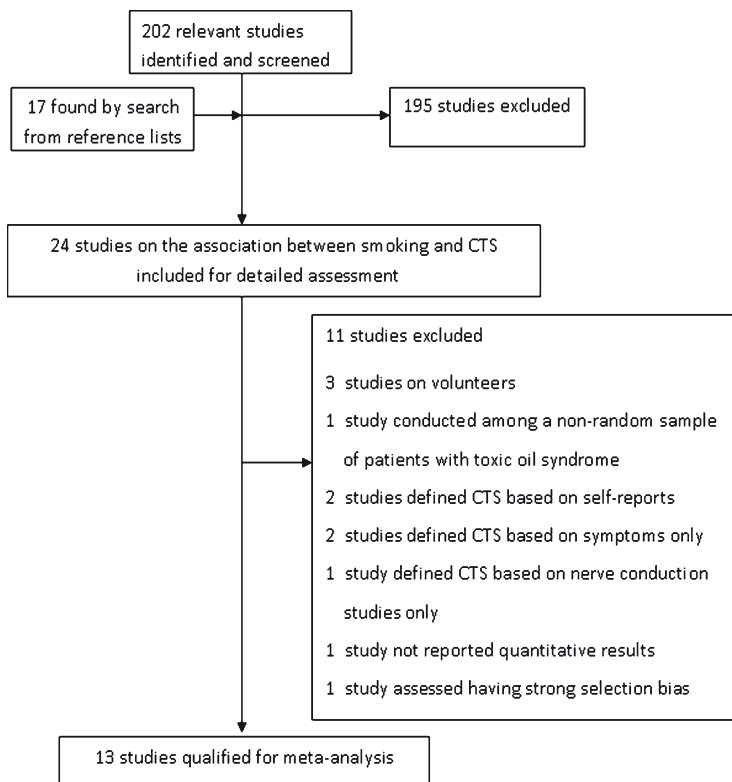 202 relevant studies
identified and screened
17 found by search
from reference lists
195 studies excluded
24 studies on the association between smoking and CTS
included for detailed assessment
11 studies excluded
3 studies on volunteers
1 study conducted among a non-random sample
of patients with toxic oil syndrome
2 studies defined CTS based on self-reports
2 studies defined CTS based on symptoms only
1 study defined CTS based on nerve conduction
studies only
1 study not reported quantitative results
1 study assessed having strong selection bias
13 studies qualified for meta-analysis